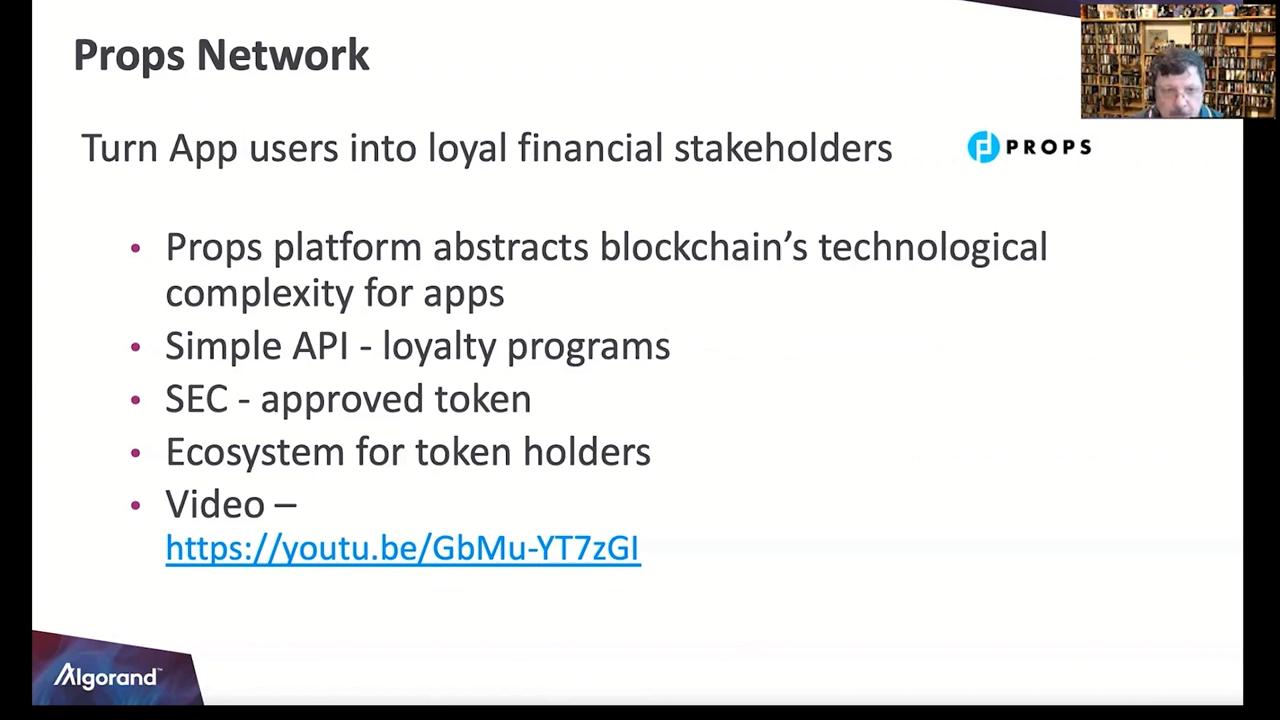 Props Network
Turn App users into loyal financial stakeholders
PROPS
• Props platform abstracts blockchain’s technological
complexity for apps
• Simple API - loyalty programs
• SEC - approved token
• Ecosystem for token holders
• Video –
https://youtu.be/GbMu-YT7zGI
Algorand™